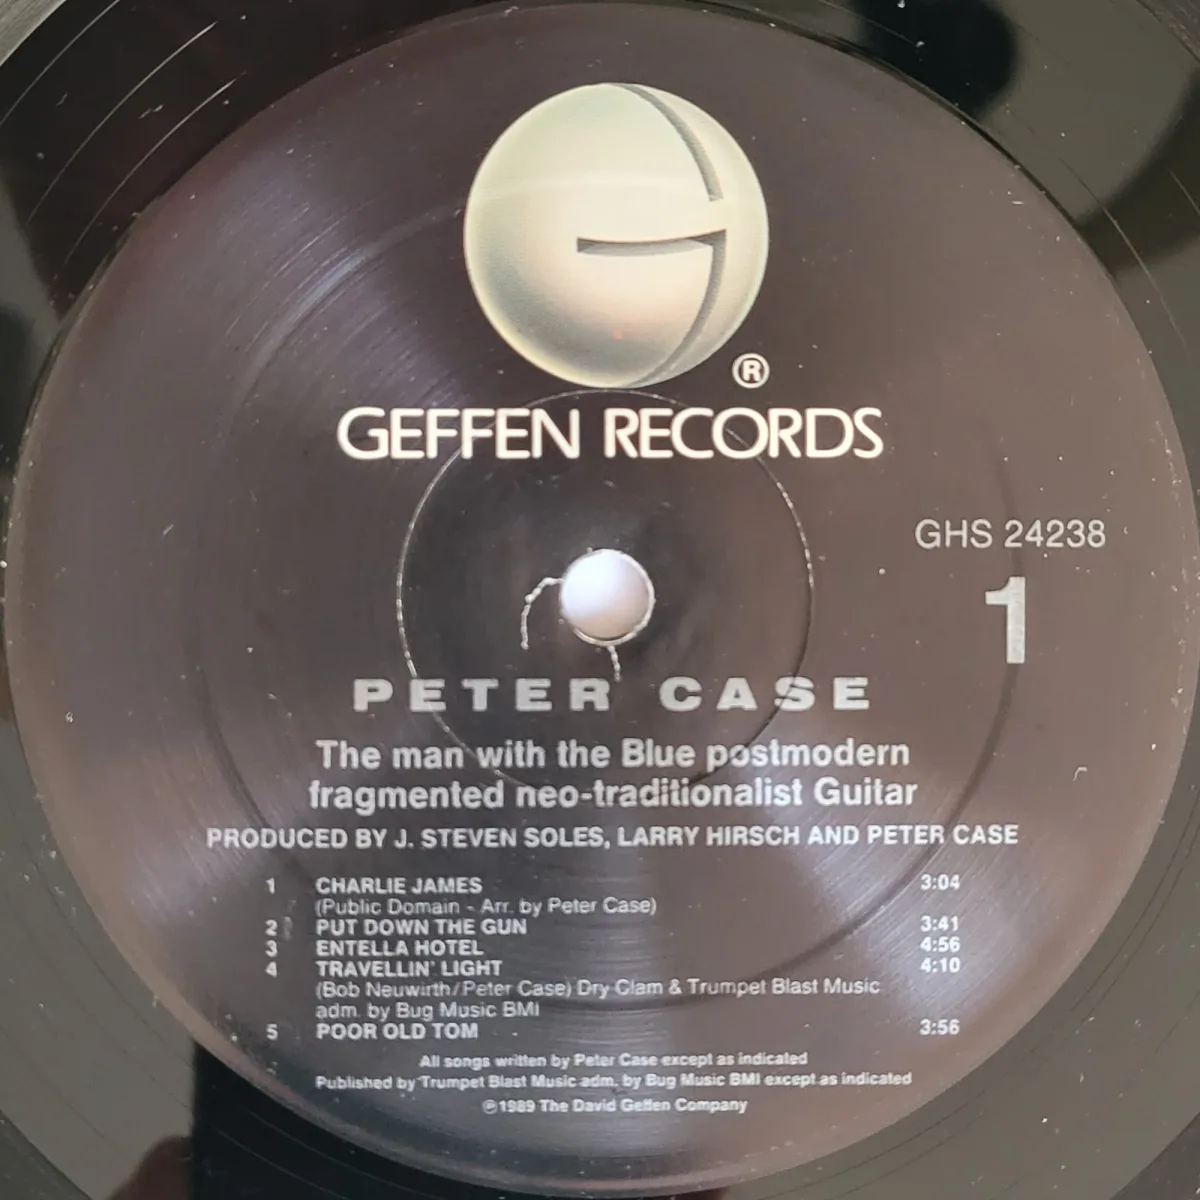 G
®
GEFFEN RECORDS
GHS 24238
1
PETER CASE
The man with the Blue postmodern
fragmented neo-traditionalist Guitar
PRODUCED BY J. STEVEN SOLES, LARRY HIRSCH AND PETER CASE
1 CHARLIE JAMES 3:04
(Public Domain - Arr. by Peter Case)
2 PUT DOWN THE GUN 3:41
3 ENTELLA HOTEL 4:56
4 TRAVELLIN' LIGHT 4:10
(Bob Neuwirth/Peter Case) Dry Clam & Trumpet Blast Music
adm. by Bug Music BMI
5 POOR OLD TOM 3:56
All songs written by Peter Case except as indicated
Published by Trumpet Blast Music adm. by Bug Music BMI except as indicated
℗1989 The David Geffen Company